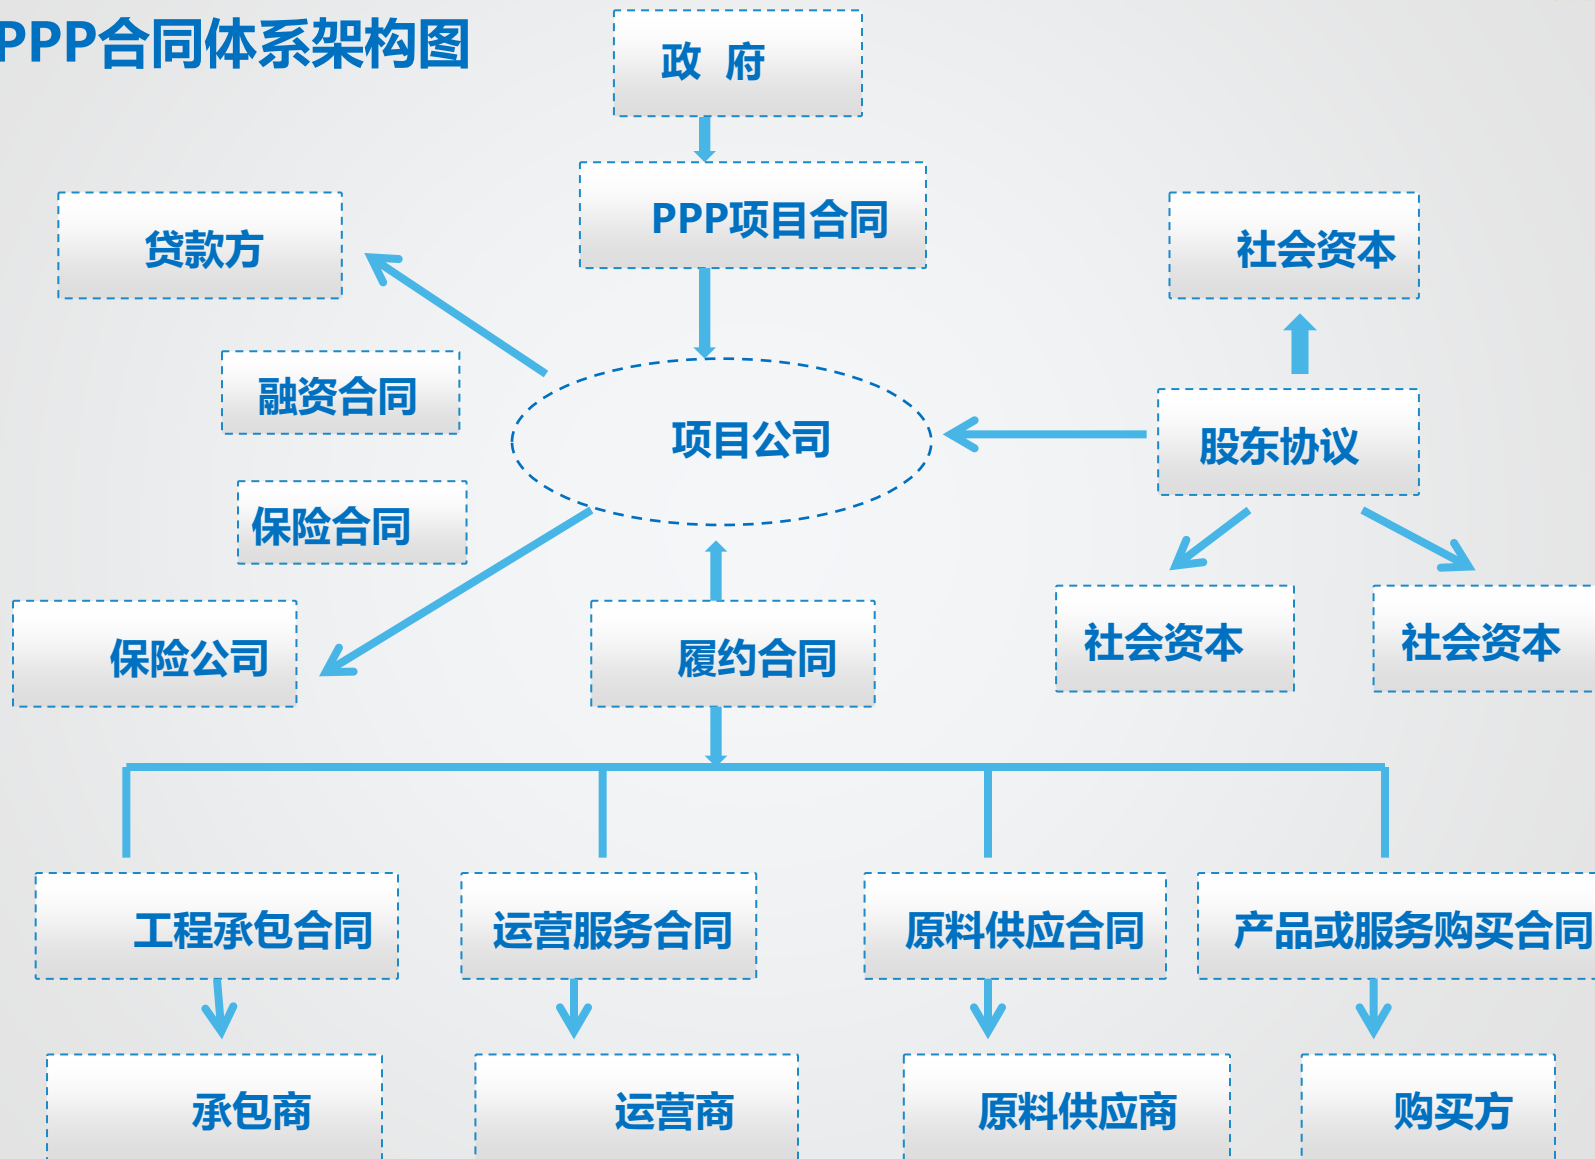 PPP合同体系架构图
政 府
PPP项目合同
贷款方
社会资本
融资合同
项目公司
股东协议
保险合同
保险公司
履约合同
社会资本
社会资本
工程承包合同
运营服务合同
原料供应合同
产品或服务购买合同
承包商
运营商
原料供应商
购买方